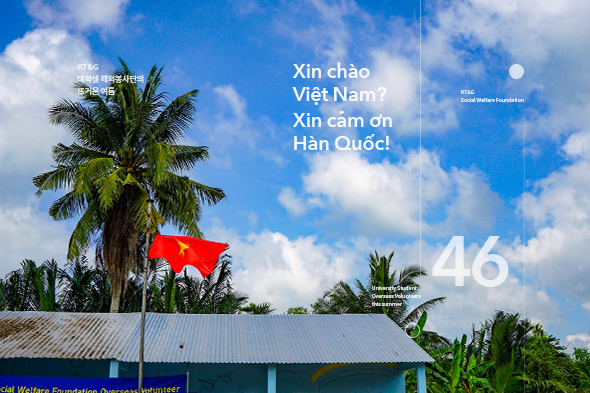 KT&G
대학생 해외봉사단의
뜨거운 여름
Xin chào
Việt Nam?
Xin cảm ơn
Hàn Quốc!
KT&G
Social Welfare Foundation
46
University Student
Overseas Volunteers
this summer
Social Welfare Foundation Overseas Volunteer